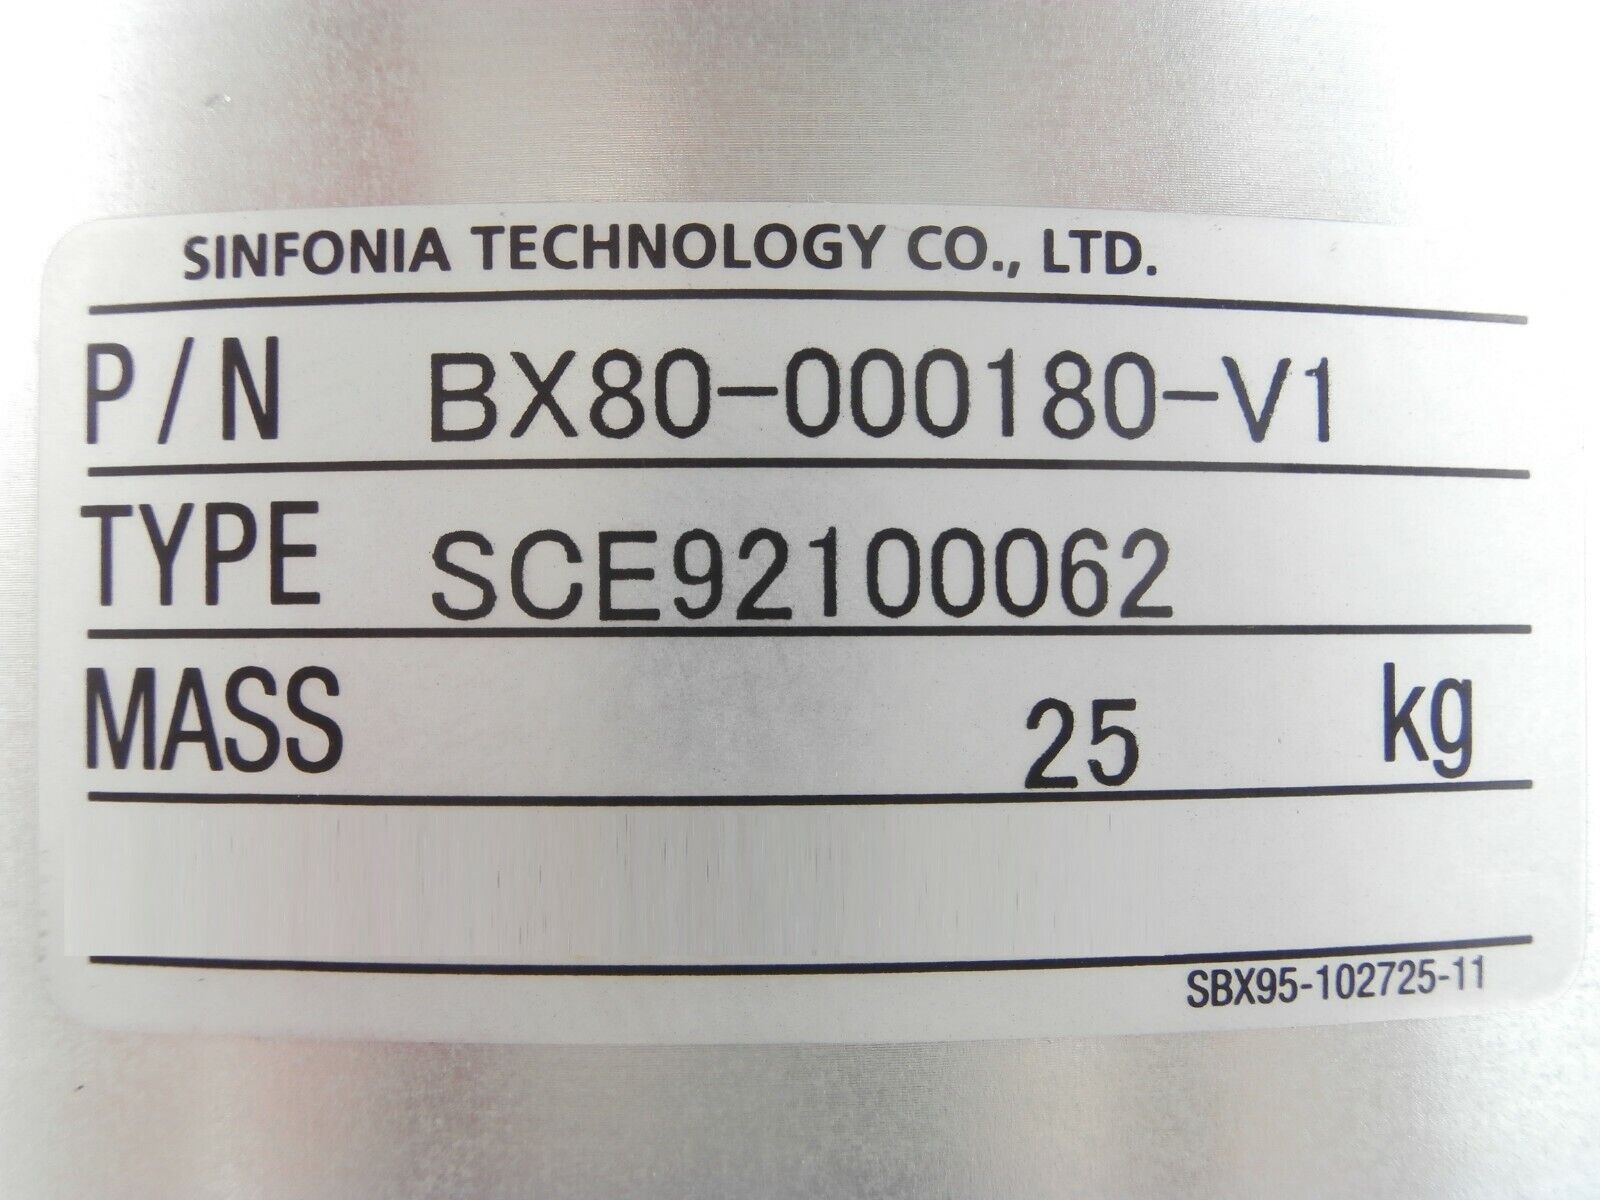 SINFONIA TECHNOLOGY CO., LTD.
P/N BX80-000180-V1
TYPE SCE92100062
MASS 25 kg
SBX95-102725-11